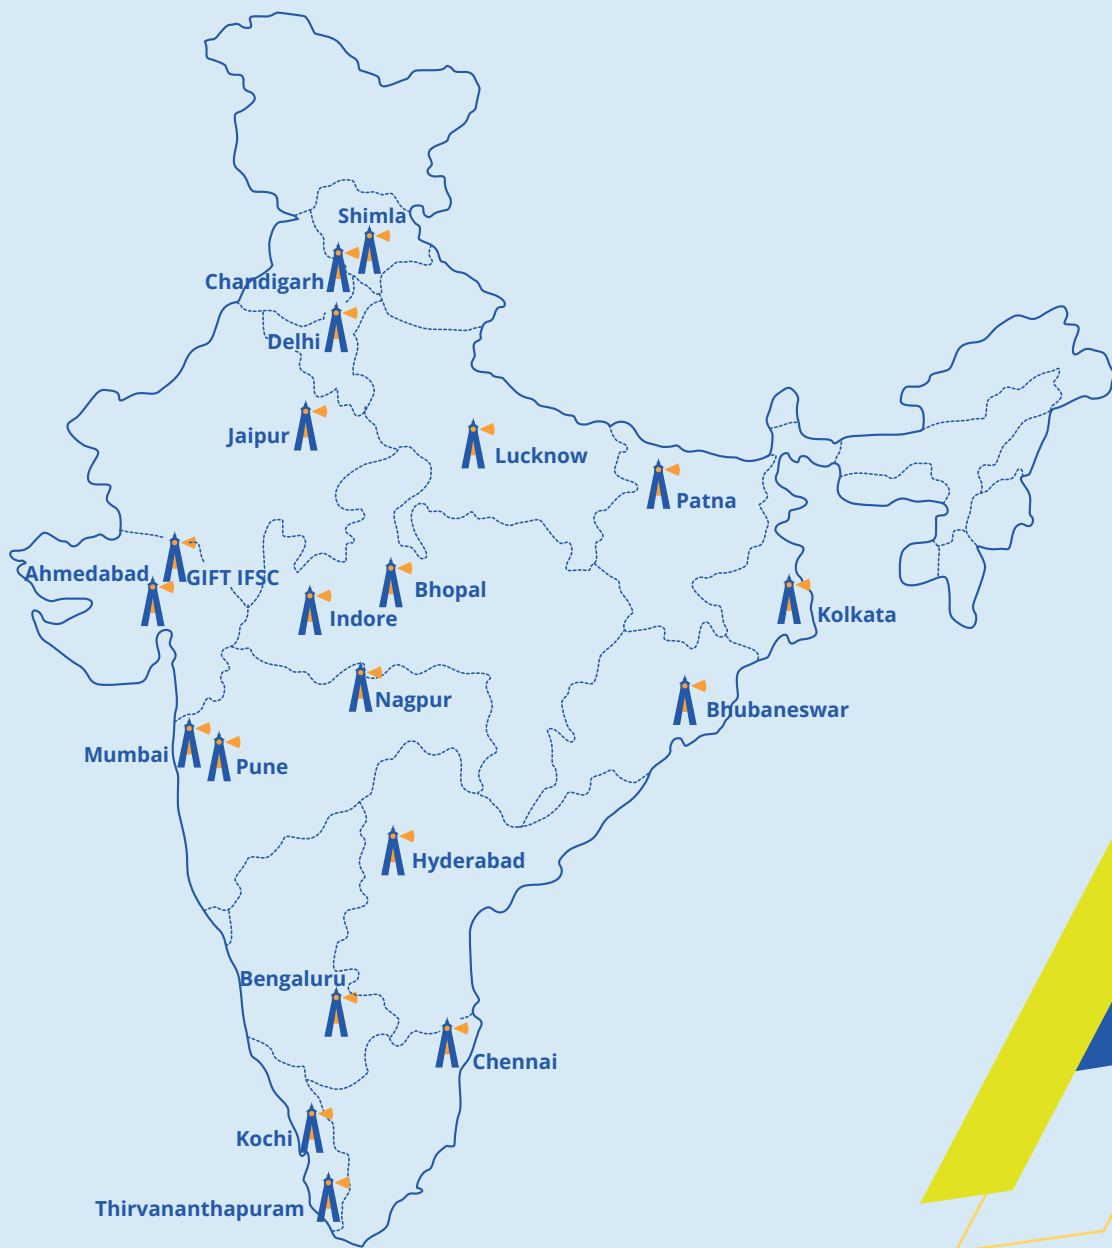 Shimla
Chandigarh
Delhi
Jaipur
Lucknow
Patna
Ahmedabad
GIFT IFSC
Bhopal
Indore
Kolkata
Nagpur
Bhubaneswar
Mumbai
Pune
Hyderabad
Bengaluru
Chennai
Kochi
Thirvananthapuram